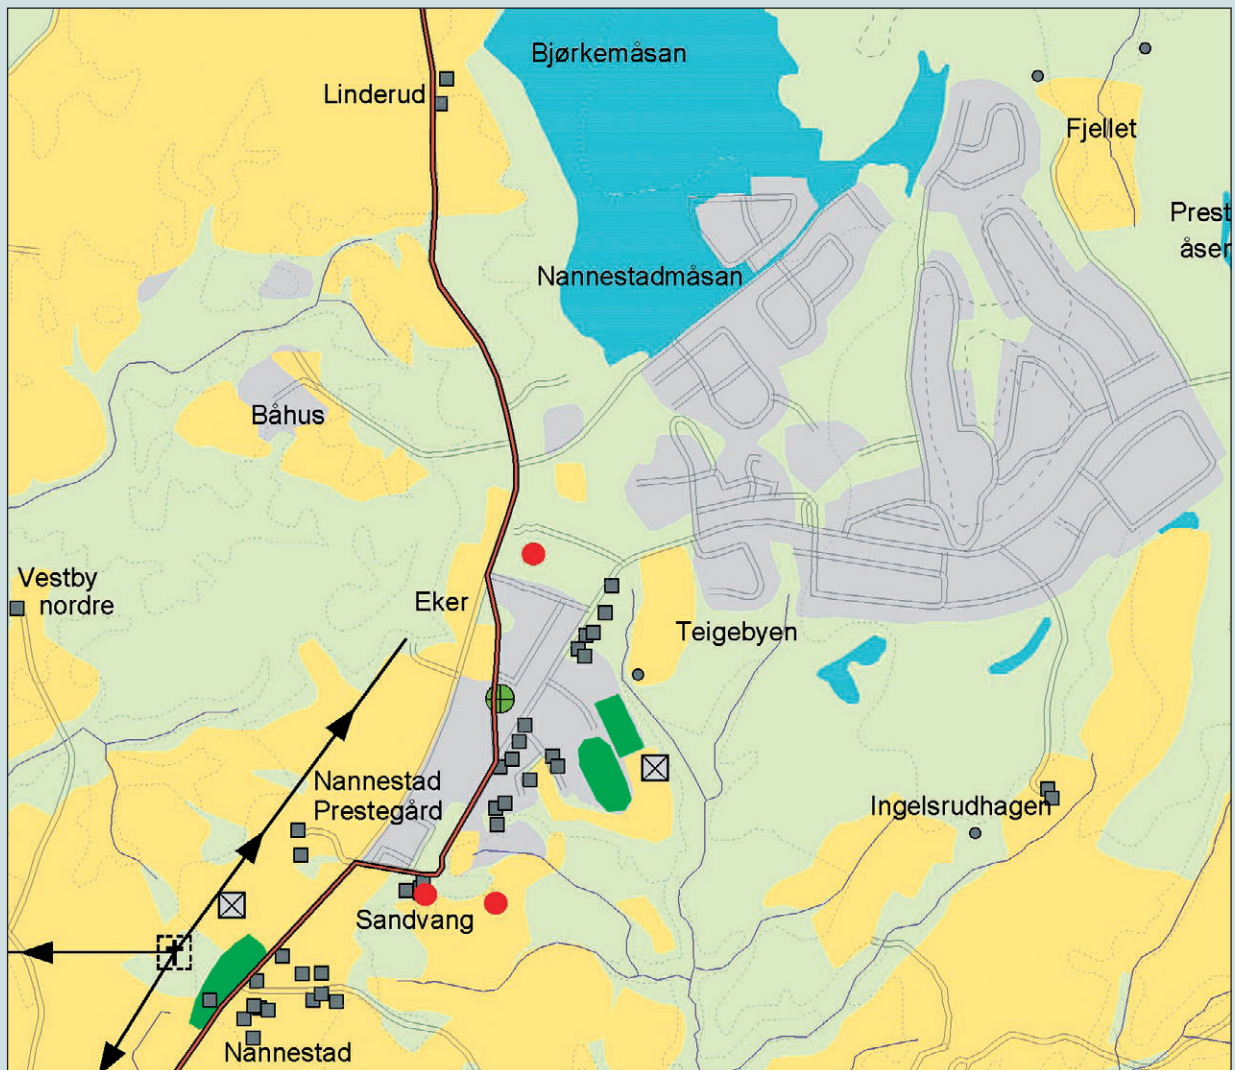 Bjørkemåsan
Linderud
Fjellet
Prest
åser
Nannestadmåsan
Båhus
Vestby
nordre
Eker
Teigebyen
Nannestad
Prestegård
Ingelsrudhagen
Sandvang
Nannestad